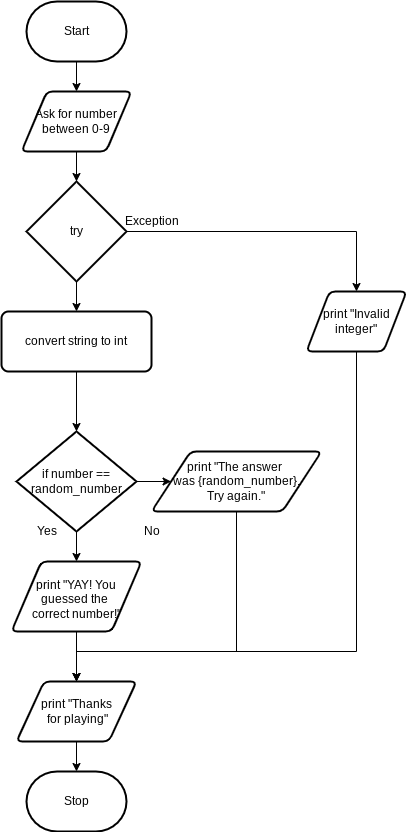 Start
Ask for number
between 0-9
try
Exception
convert string to int
print "Invalid
integer"
if number ==
random_number
print "The answer
was {random_number}.
Try again."
Yes
No
print "YAY! You
guessed the
correct number!"
print "Thanks
for playing"
Stop